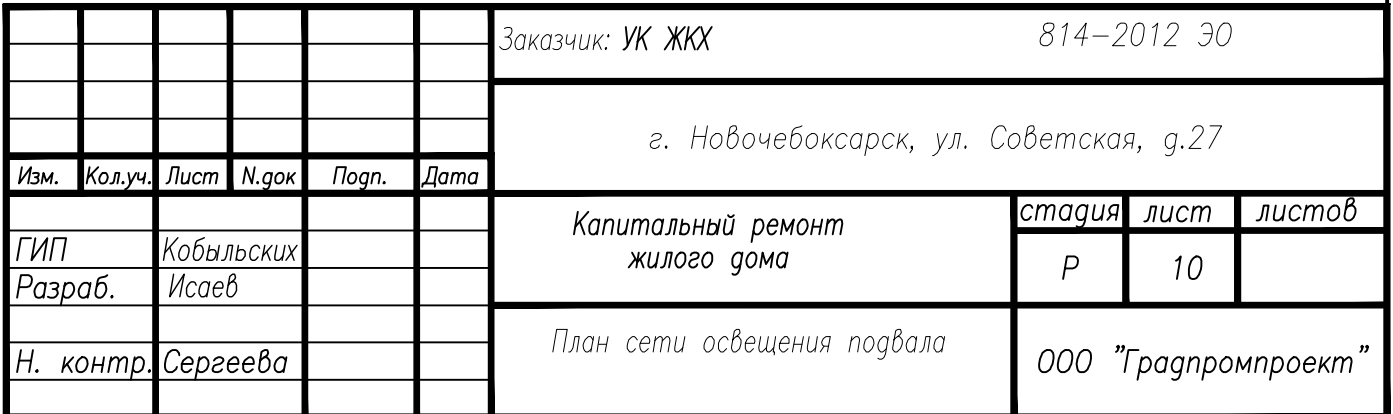 Заказчик: УК ЖКХ 814-2012 ЭО
г. Новочебоксарск, ул. Советская, д.27
Изм. Кол.уч. Лист N.док Подп. Дата
Капитальный ремонт
жилого дома
стадия лист листов
Р 10
ГИП Кобыльских
Разраб. Исаев
Н. контр. Сергеева
План сети освещения подвала
ООО "Градпромпроект"